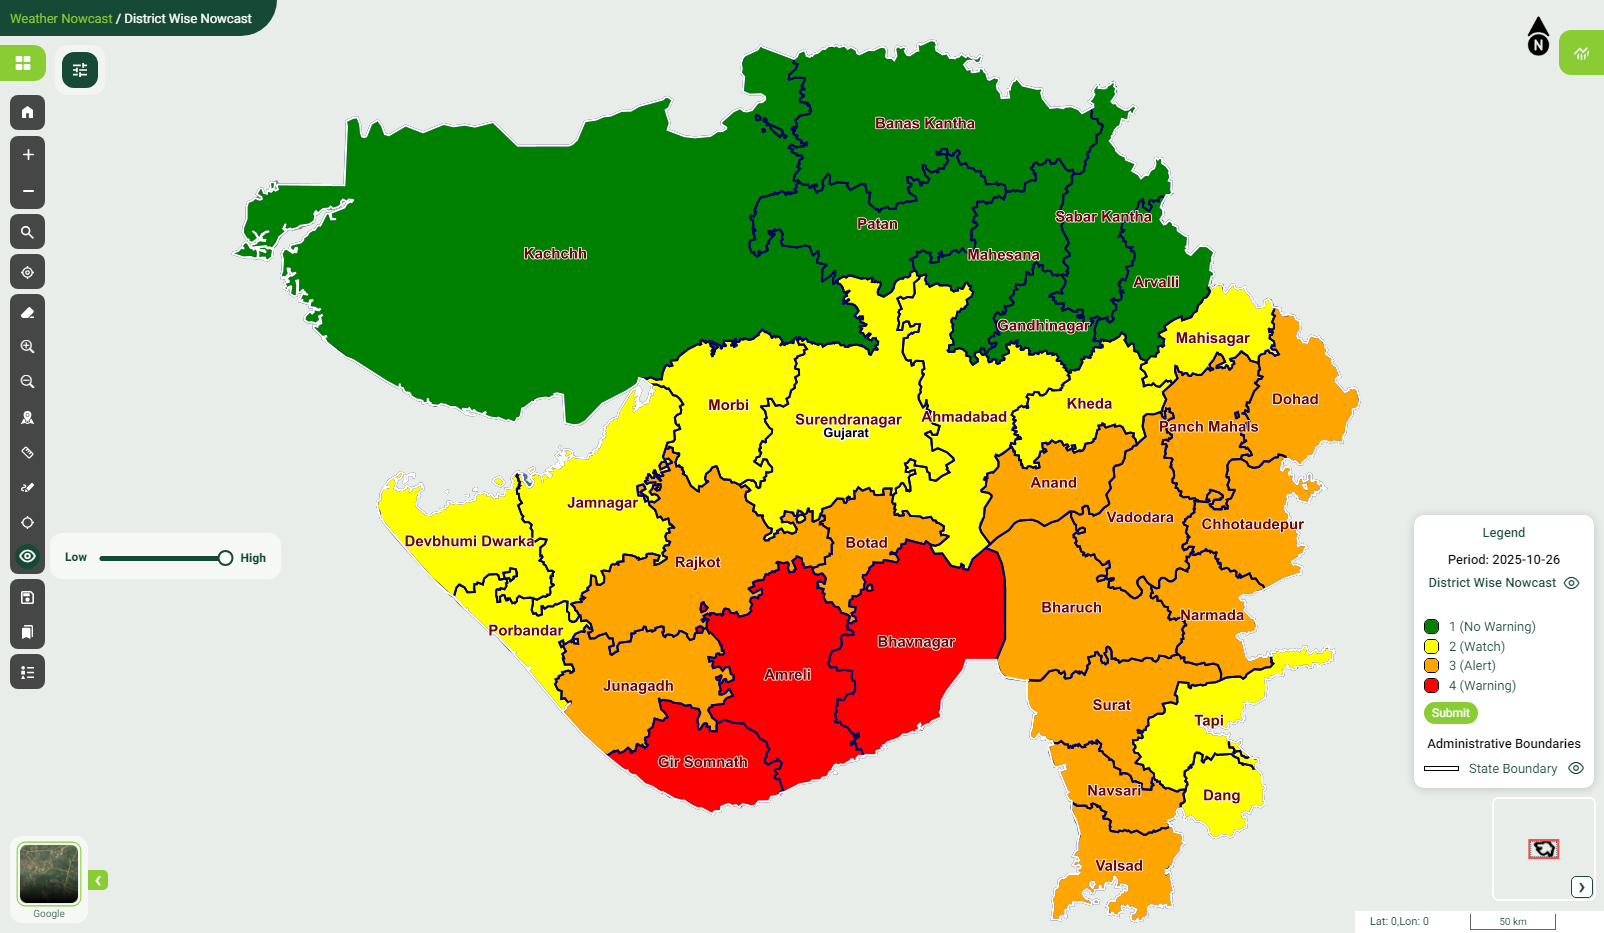 Weather Nowcast / District Wise Nowcast
N
Banas Kantha
Patan
Sabar Kantha
Kachchh
Mahesana
Arvalli
Gandhinagar
Mahisagar
Morbi
Surendranagar
Gujarat
Ahmadabad
Kheda
Dohad
Panch Mahals
Jamnagar
Anand
Vadodara
Chhotaudepur
Devbhumi Dwarka
Botad
Rajkot
Bharuch
Narmada
Porbandar
Bhavnagar
Amreli
Junagadh
Surat
Tapi
Gir Somnath
Navsari
Dang
Valsad
Low
High
Legend
Period: 2025-10-26
District Wise Nowcast
1 (No Warning)
2 (Watch)
3 (Alert)
4 (Warning)
Submit
Administrative Boundaries
State Boundary
Google
Lat: 0,Lon: 0
50 km